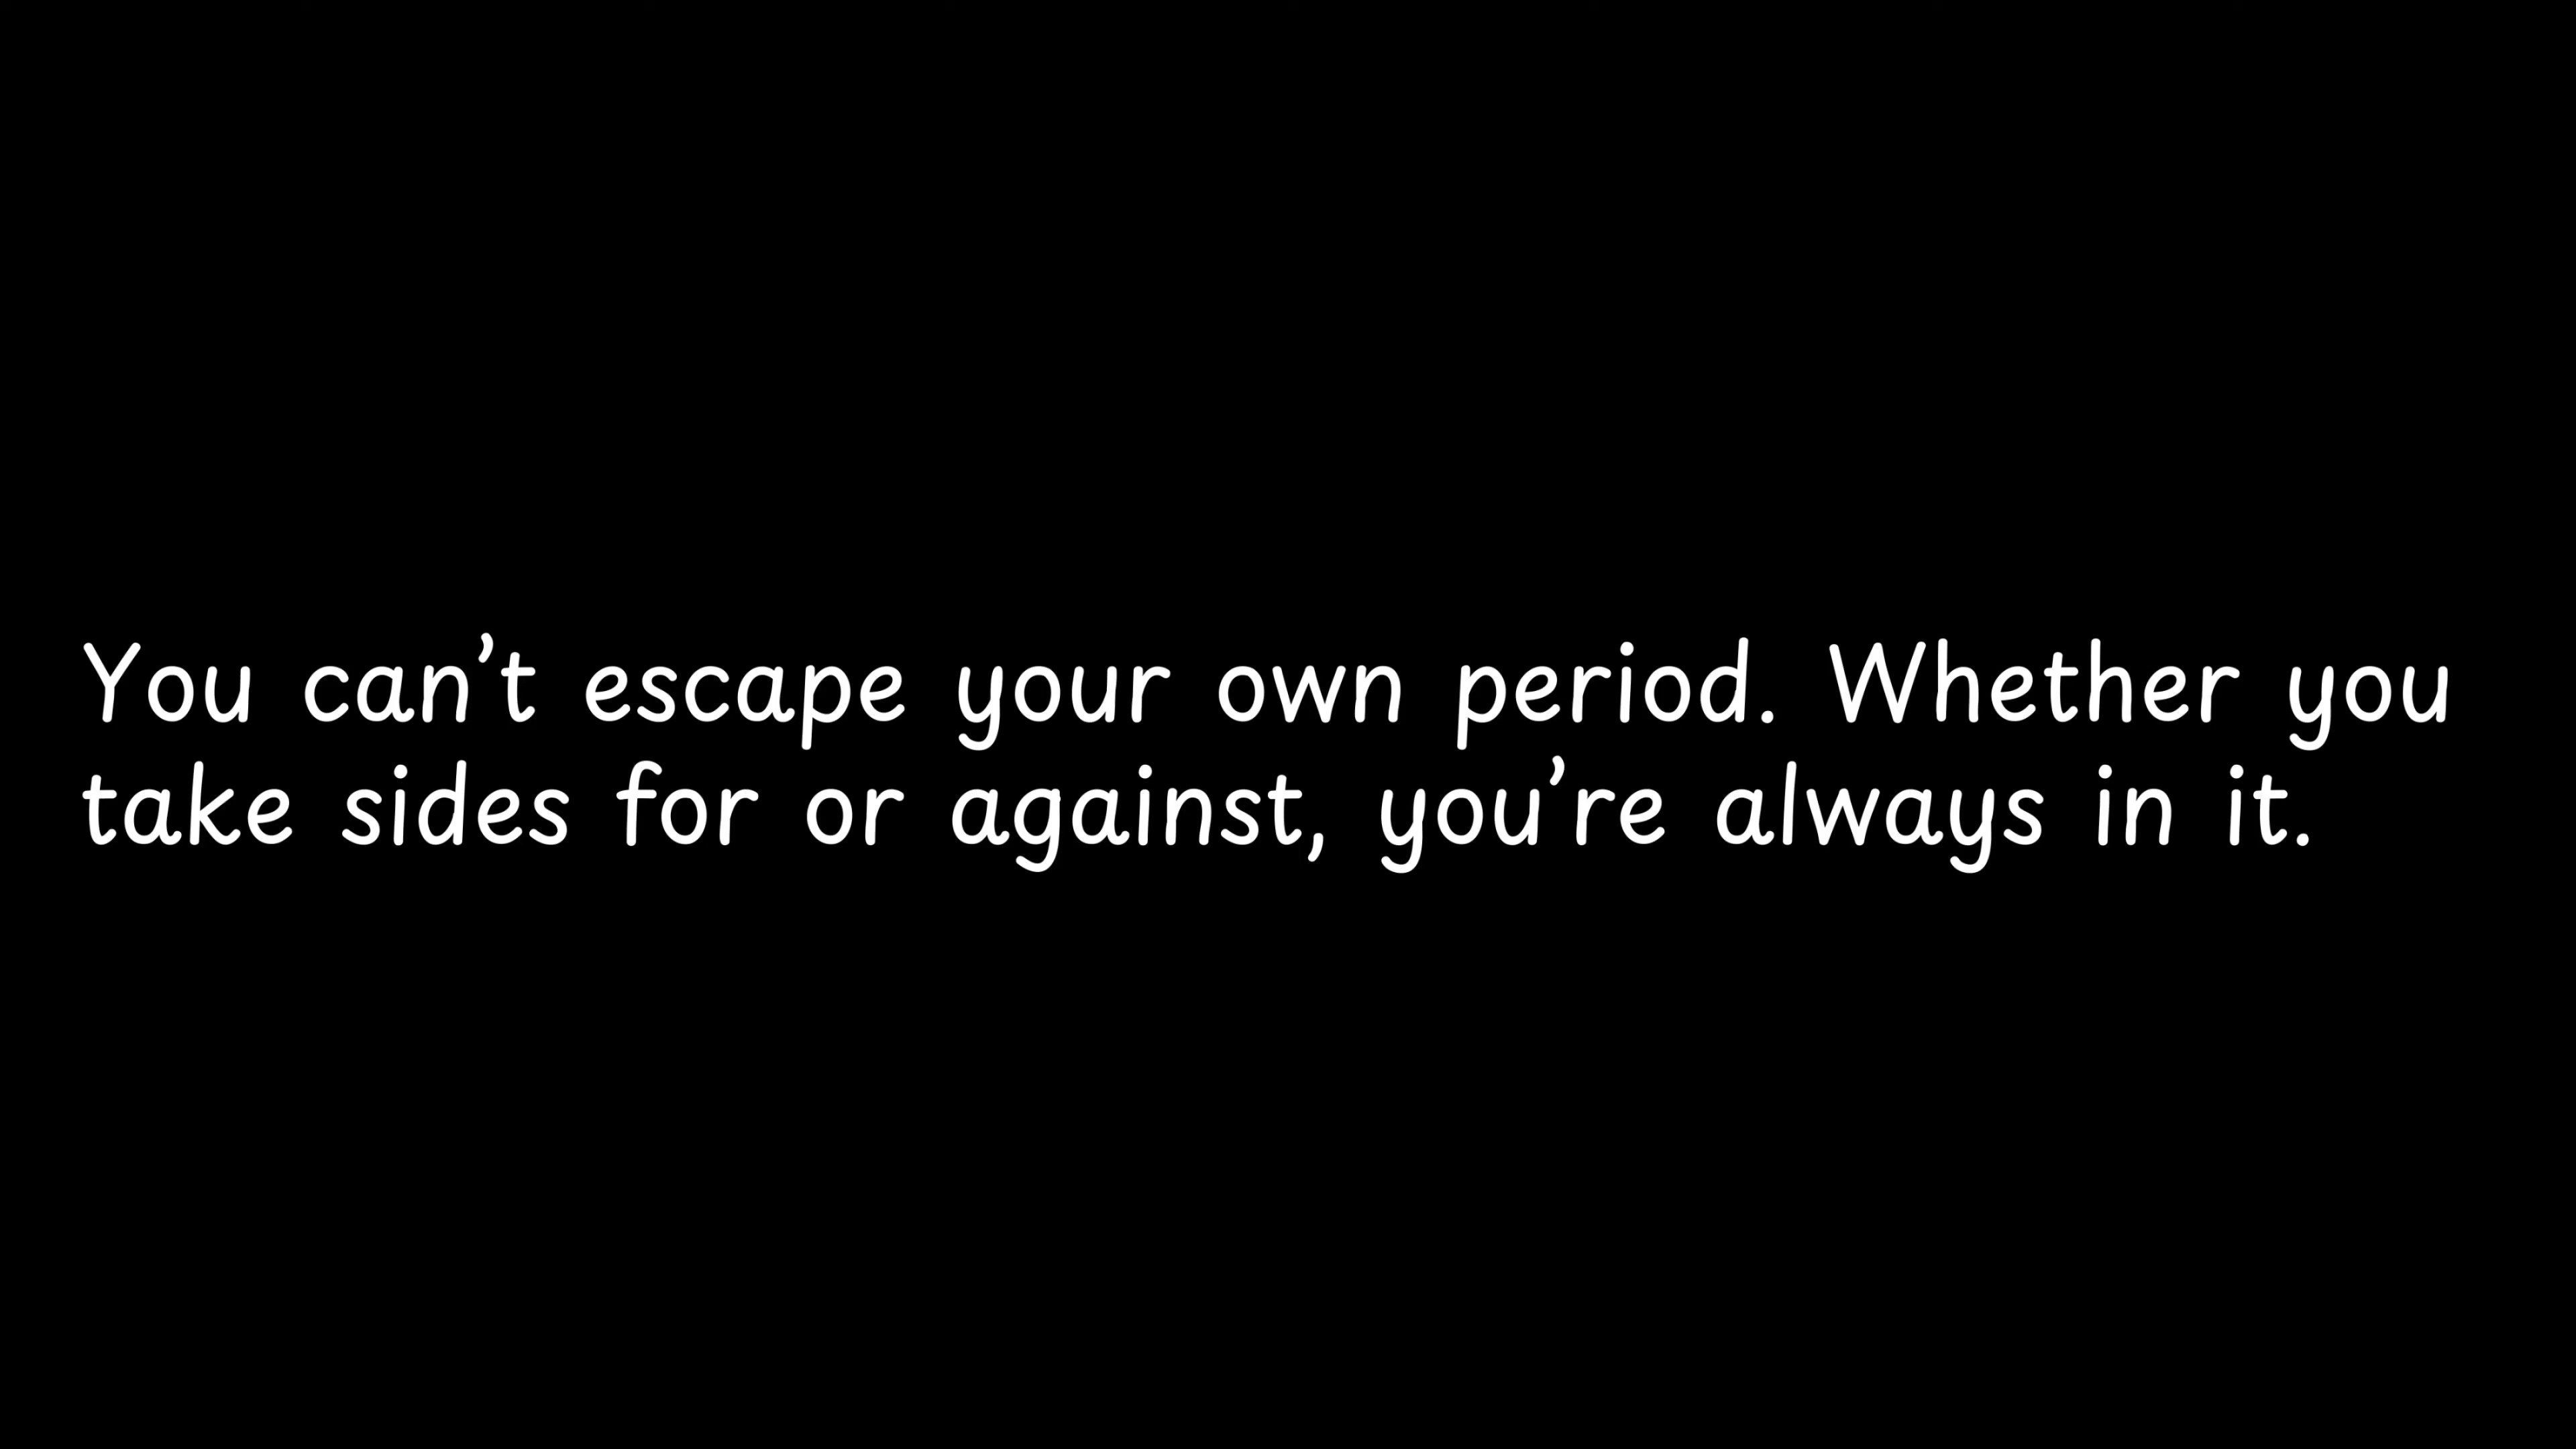 You can’t escape your own period. Whether you
take sides for or against, you’re always in it.